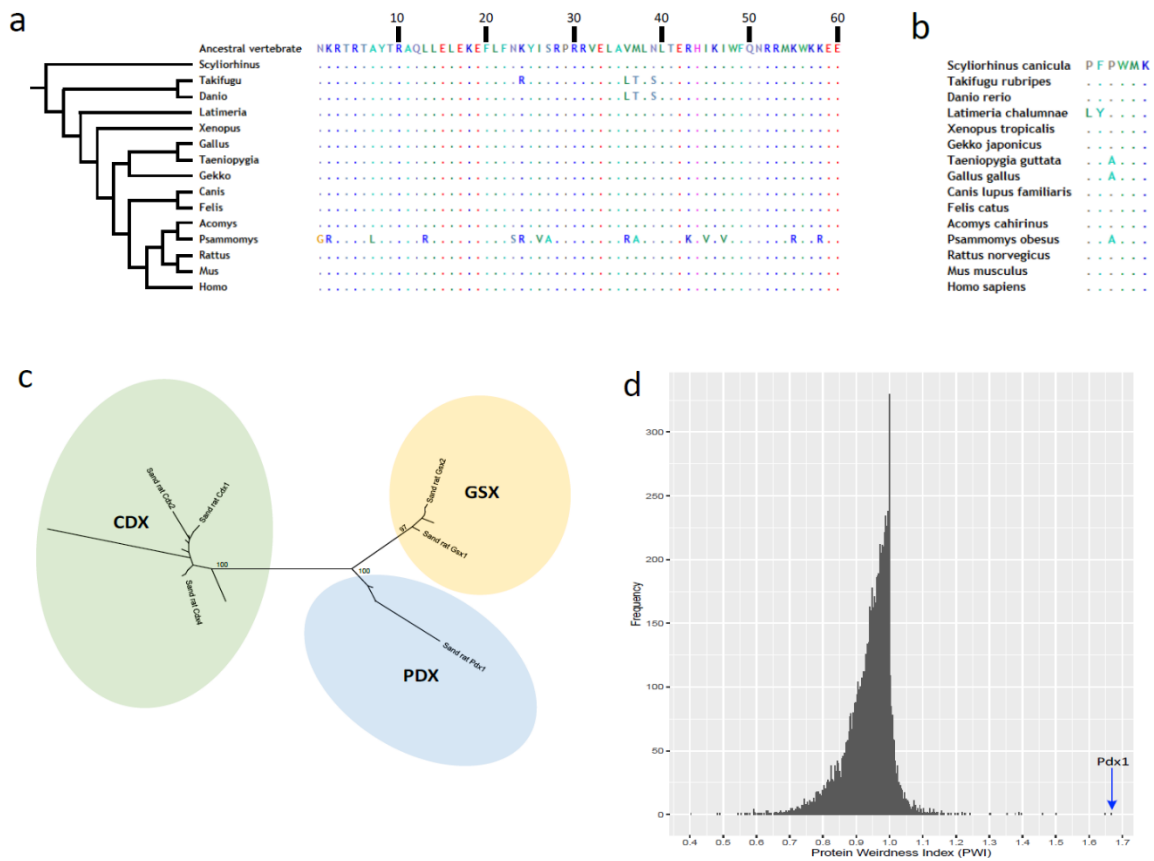 a
10 20 30 40 50 60
Ancestral vertebrate NKRTRTAYTRAQLLELEKEFLFNKYISRPRRVELAVMLNLTERHIKIWFQNRRMKWKKEE
Scyliorhinus ............................................................
Takifugu .......................R...........LT.S.....................
Danio ...................................LT.S.....................
Latimeria ............................................................
Xenopus ............................................................
Gallus ............................................................
Taeniopygia ............................................................
Gekko ............................................................
Canis ............................................................
Felis ............................................................
Acomys ............................................................
Psammomys GR....L.....R.........SR.VA........RA.....R.V.V.......R..R..
Rattus ............................................................
Mus ............................................................
Homo ............................................................
b
Scyliorhinus canicula PFPWMK
Takifugu rubripes ......
Danio rerio ......
Latimeria chalumnae LY....
Xenopus tropicalis ......
Gekko japonicus ......
Taeniopygia guttata ..A...
Gallus gallus ..A...
Canis lupus familiaris ......
Felis catus ......
Acomys cahirinus ......
Psammomys obesus ..A...
Rattus norvegicus ......
Mus musculus ......
Homo sapiens ......
c
CDX
Sand rat Cdx2
Sand rat Cdx1
Sand rat Cdx4
100
GSX
Sand rat Gsx2
Sand rat Gsx1
97
100
PDX
Sand rat Pdx1
d
Frequency
300
250
200
150
100
50
0
Pdx1
0.4 0.5 0.6 0.7 0.8 0.9 1.0 1.1 1.2 1.3 1.4 1.5 1.6 1.7
Protein Weirdness Index (PWI)